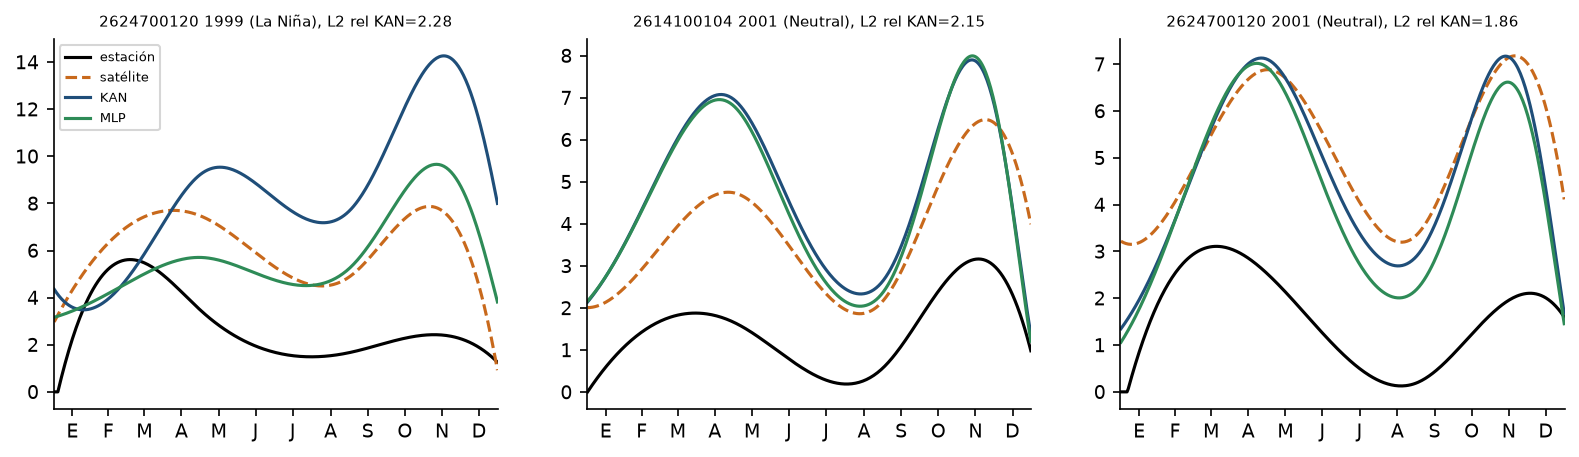 2624700120 1999 (La Niña), L2 rel KAN=2.28
estación
satélite
KAN
MLP
14
12
10
8
6
4
2
0
E F M A M J J A S O N D
2614100104 2001 (Neutral), L2 rel KAN=2.15
8
7
6
5
4
3
2
1
0
E F M A M J J A S O N D
2624700120 2001 (Neutral), L2 rel KAN=1.86
7
6
5
4
3
2
1
0
E F M A M J J A S O N D